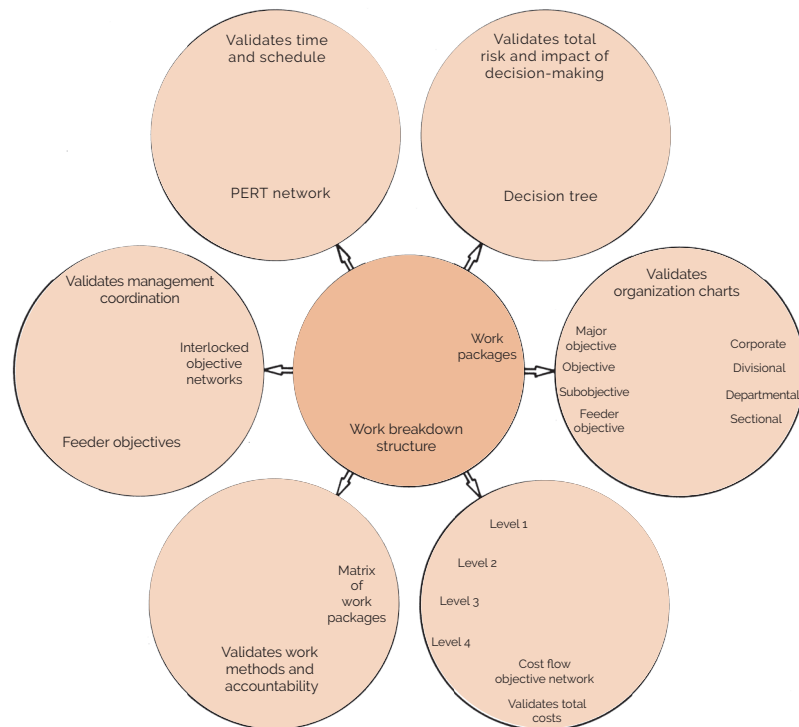 Validates time
and schedule
PERT network
Validates total
risk and impact of
decision-making
Decision tree
Validates management
coordination
Interlocked
objective
networks
Feeder objectives
Work
packages
Work breakdown
structure
Validates
organization charts
Major
objective
Objective
Subobjective
Feeder
objective
Corporate
Divisional
Departmental
Sectional
Matrix
of
work
packages
Validates work
methods and
accountability
Level 1
Level 2
Level 3
Level 4
Cost flow
objective network
Validates total
costs